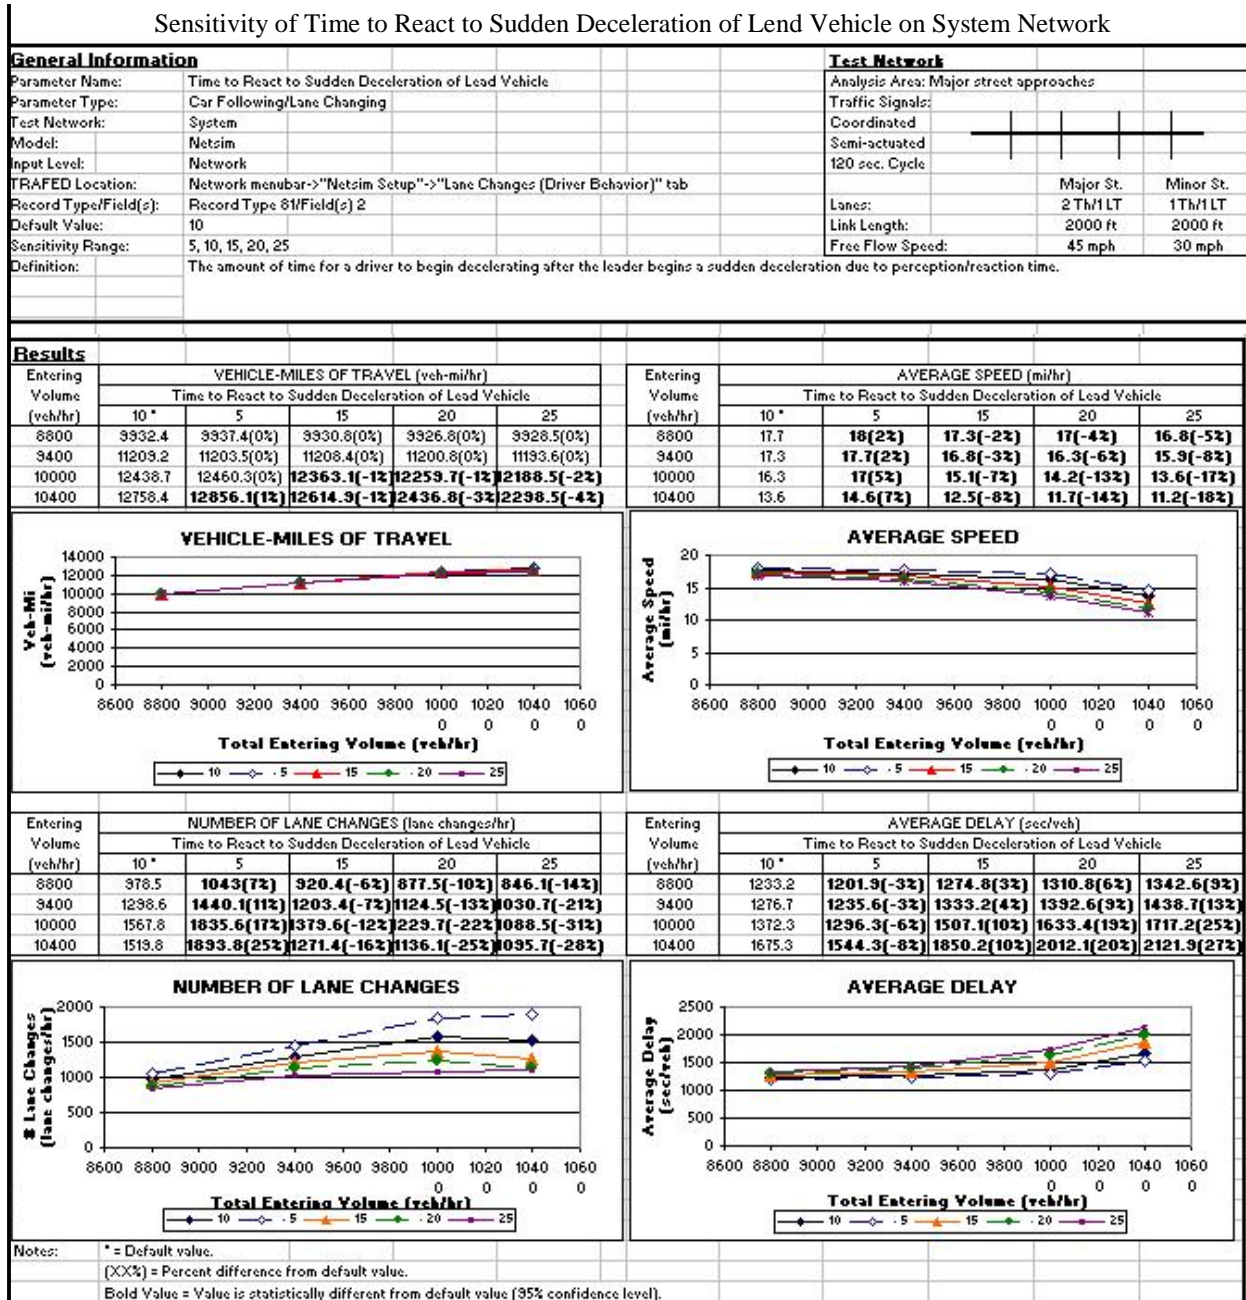 Sensitivity of Time to React to Sudden Deceleration of Lend Vehicle on System Network
General Information
Parameter Name: Time to React to Sudden Deceleration of Lead Vehicle
Parameter Type: Car Following/Lane Changing
Test Network: System
Model: Netsim
Input Level: Network
TRAFED Location: Network menubar->"Netsim Setup"->"Lane Changes (Driver Behavior)" tab
Record Type/Field(s): Record Type 81/Field(s) 2
Default Value: 10
Sensitivity Range: 5, 10, 15, 20, 25
Definition: The amount of time for a driver to begin decelerating after the leader begins a sudden deceleration due to perception/reaction time.
Test Network
Analysis Area: Major street approaches
Traffic Signals:
Coordinated
Semi-actuated
120 sec. Cycle
Major St. Minor St.
Lanes: 2 Th/1 LT 1 Th/1 LT
Link Length: 2000 ft 2000 ft
Free Flow Speed: 45 mph 30 mph
Results
Entering VEHICLE-MILES OF TRAVEL (veh-mi/hr)
Volume Time to React to Sudden Deceleration of Lead Vehicle
(veh/hr) 10 * 5 15 20 25
8800 9932.4 9937.4(0%) 9930.8(0%) 9926.8(0%) 9928.5(0%)
9400 11209.2 11203.5(0%) 11208.4(0%) 11200.8(0%) 11193.6(0%)
10000 12438.7 12460.3(0%) 12363.1(-1%) 12259.7(-1%) 12188.5(-2%)
10400 12758.4 12856.1(1%) 12614.9(-1%) 12436.8(-3%) 12298.5(-4%)
Entering AVERAGE SPEED (mi/hr)
Volume Time to React to Sudden Deceleration of Lead Vehicle
(veh/hr) 10 * 5 15 20 25
8800 17.7 18(2%) 17.3(-2%) 17(-4%) 16.8(-5%)
9400 17.3 17.7(2%) 16.8(-3%) 16.3(-6%) 15.9(-8%)
10000 16.3 17(5%) 15.1(-7%) 14.2(-13%) 13.6(-17%)
10400 13.6 14.6(7%) 12.5(-8%) 11.7(-14%) 11.2(-18%)
VEHICLE-MILES OF TRAVEL
Veh-Mi
(veh-mi/hr)
14000
12000
10000
8000
6000
4000
2000
0
8600 8800 9000 9200 9400 9600 9800 1000 1020 1040 1060
0 0 0 0
Total Entering Volume (veh/hr)
10 5 15 20 25
AVERAGE SPEED
Average Speed
(mi/hr)
20
15
10
5
0
8600 8800 9000 9200 9400 9600 9800 1000 1020 1040 1060
0 0 0 0
Total Entering Volume (veh/hr)
10 5 15 20 25
Entering NUMBER OF LANE CHANGES (lane changes/hr)
Volume Time to React to Sudden Deceleration of Lead Vehicle
(veh/hr) 10 * 5 15 20 25
8800 978.5 1043(7%) 920.4(-6%) 877.5(-10%) 846.1(-14%)
9400 1298.6 1440.1(11%) 1203.4(-7%) 1124.5(-13%) 1030.7(-21%)
10000 1567.8 1835.6(17%) 1379.6(-12%) 1229.7(-22%) 1088.5(-31%)
10400 1519.8 1893.8(25%) 1271.4(-16%) 1136.1(-25%) 1095.7(-28%)
Entering AVERAGE DELAY (sec/veh)
Volume Time to React to Sudden Deceleration of Lead Vehicle
(veh/hr) 10 * 5 15 20 25
8800 1233.2 1201.9(-3%) 1274.8(3%) 1310.8(6%) 1342.6(9%)
9400 1276.7 1235.6(-3%) 1333.2(4%) 1392.6(9%) 1438.7(13%)
10000 1372.3 1296.3(-6%) 1507.1(10%) 1633.4(19%) 1717.2(25%)
10400 1675.3 1544.3(-8%) 1850.2(10%) 2012.1(20%) 2121.9(27%)
NUMBER OF LANE CHANGES
# Lane Changes
(lane changes/hr)
2000
1500
1000
500
0
8600 8800 9000 9200 9400 9600 9800 1000 1020 1040 1060
0 0 0 0
Total Entering Volume (veh/hr)
10 5 15 20 25
AVERAGE DELAY
Average Delay
(sec/veh)
2500
2000
1500
1000
500
0
8600 8800 9000 9200 9400 9600 9800 1000 1020 1040 1060
0 0 0 0
Total Entering Volume (veh/hr)
10 5 15 20 25
Notes: * = Default value.
(XX%) = Percent difference from default value.
Bold Value = Value is statistically different from default value (95% confidence level).